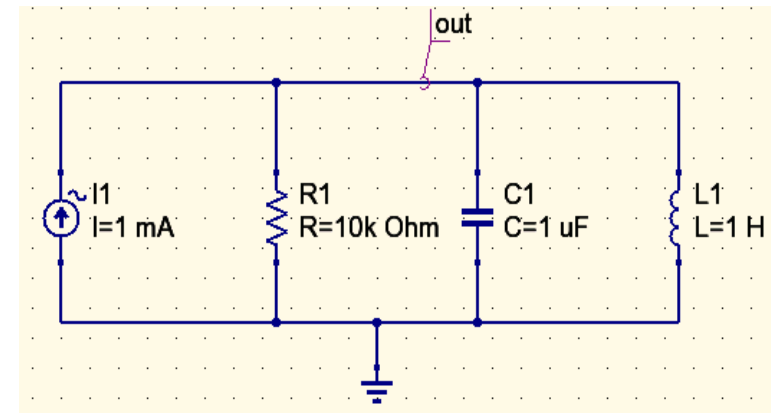 out
I1
I=1 mA
R1
R=10k Ohm
C1
C=1 uF
L1
L=1 H